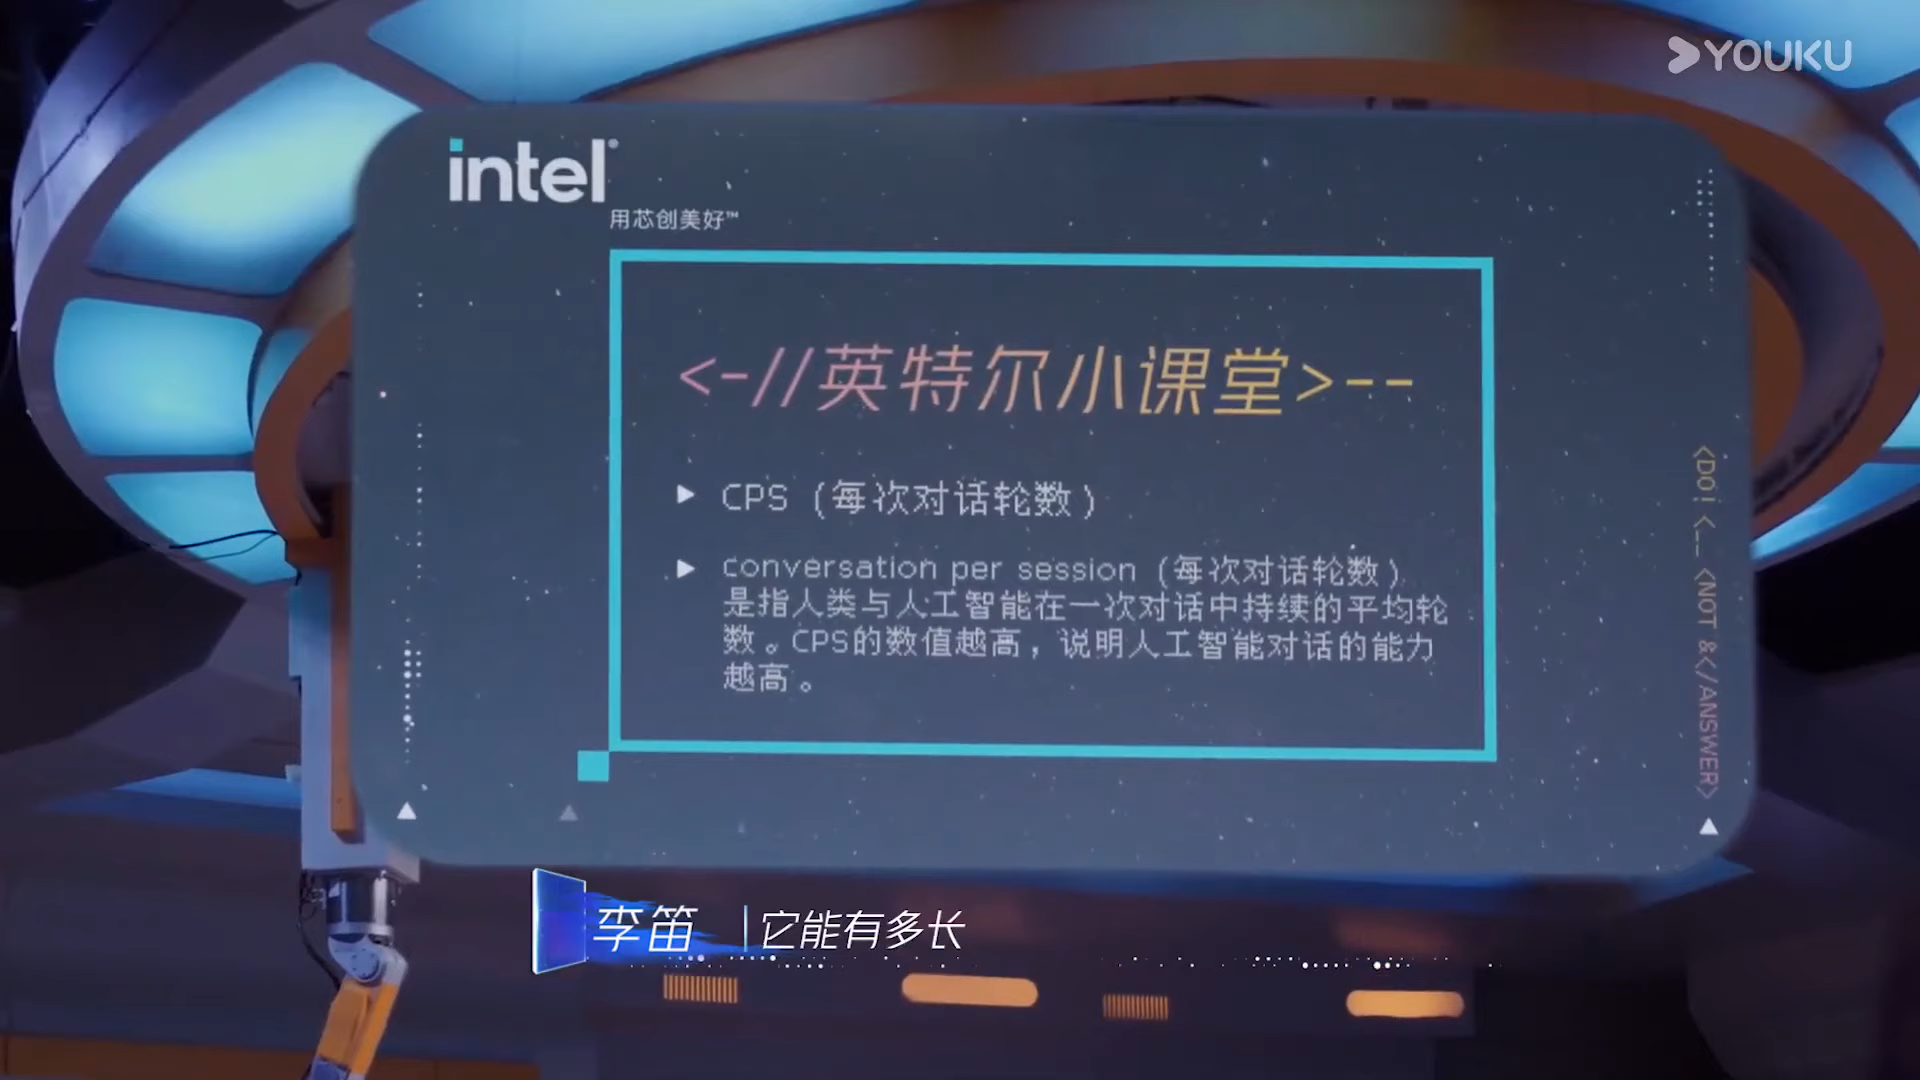 YOUKU
intel
用芯创美好™
<-//英特尔小课堂>--
CPS (每次对话轮数)
conversation per session (每次对话轮数)
是指人类与人工智能在一次对话中持续的平均轮
数。CPS的数值越高，说明人工智能对话的能力
越高。
<DO! <-- <NOT &</ANSWER>
李笛 它能有多长